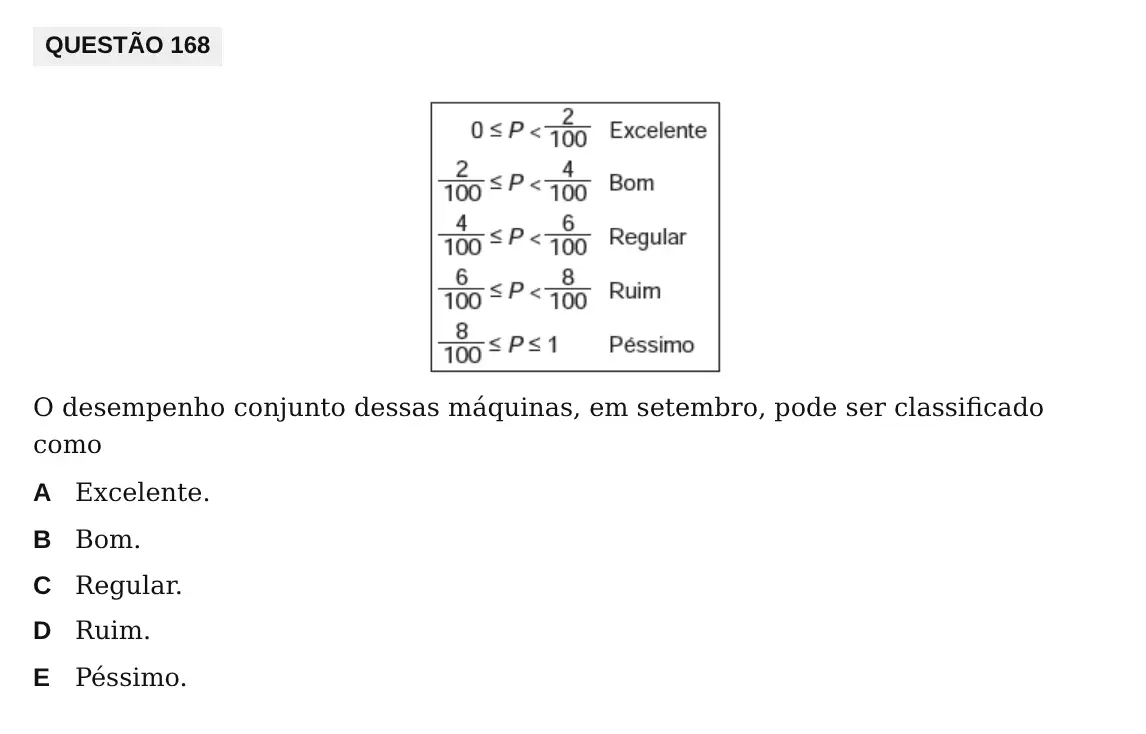 QUESTÃO 168
0 ≤ P < 2/100 Excelente
2/100 ≤ P < 4/100 Bom
4/100 ≤ P < 6/100 Regular
6/100 ≤ P < 8/100 Ruim
8/100 ≤ P ≤ 1 Péssimo
O desempenho conjunto dessas máquinas, em setembro, pode ser classificado
como
A Excelente.
B Bom.
C Regular.
D Ruim.
E Péssimo.